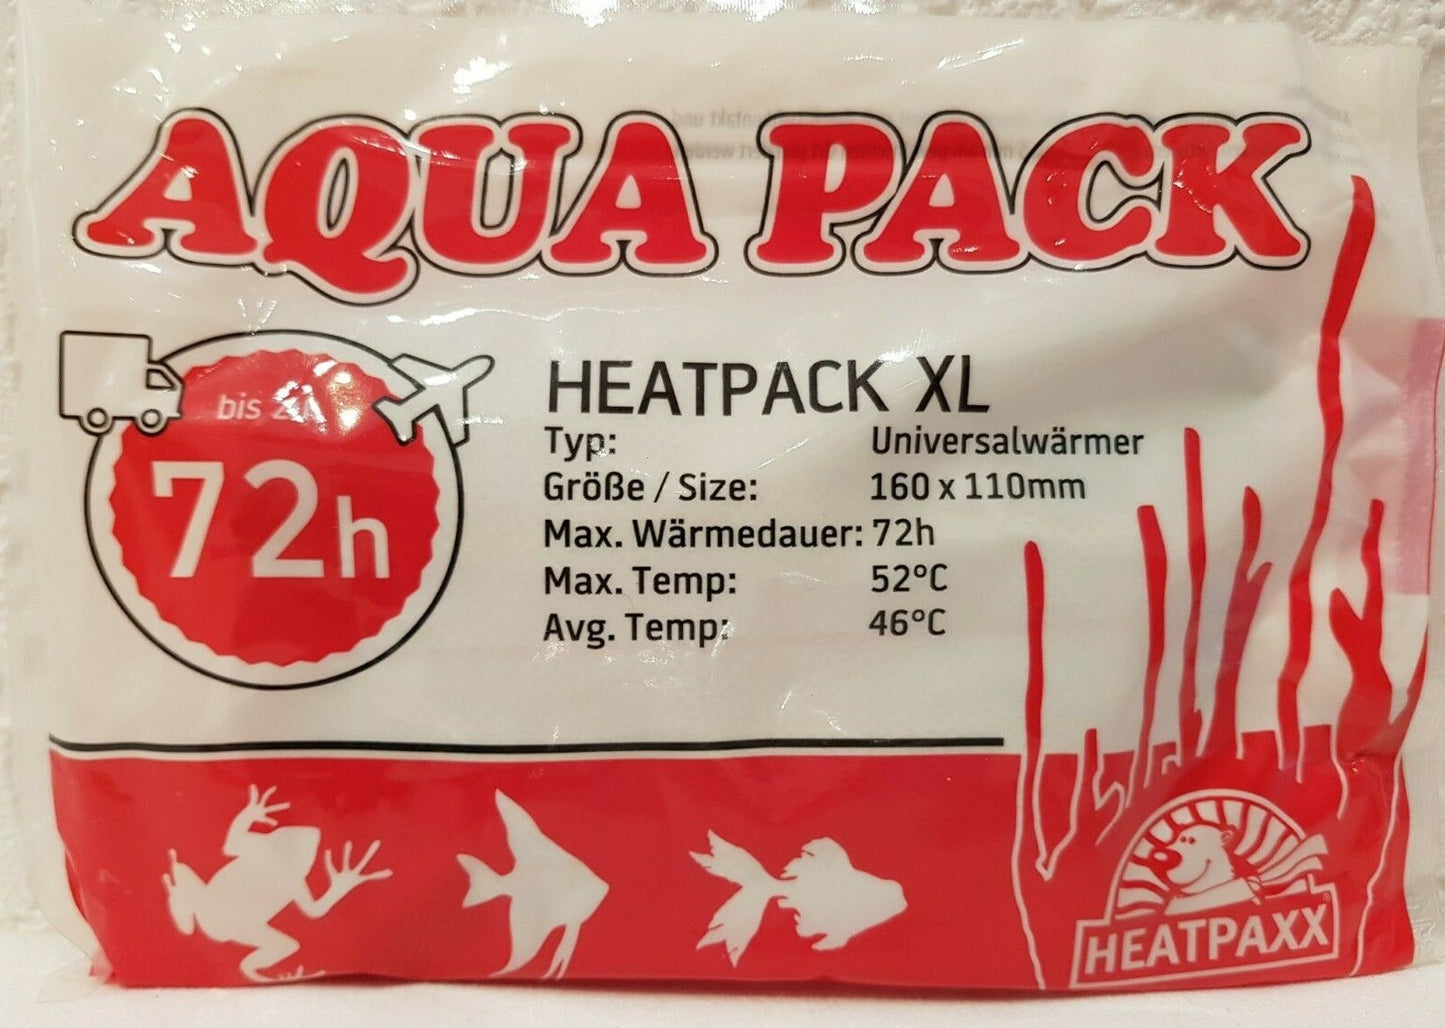 AQUA PACK
bis zu
72h
HEATPACK XL
Typ: Universalwärmer
Größe / Size: 160 x 110mm
Max. Wärmedauer: 72h
Max. Temp: 52°C
Avg. Temp: 46°C
HEATPAXX®